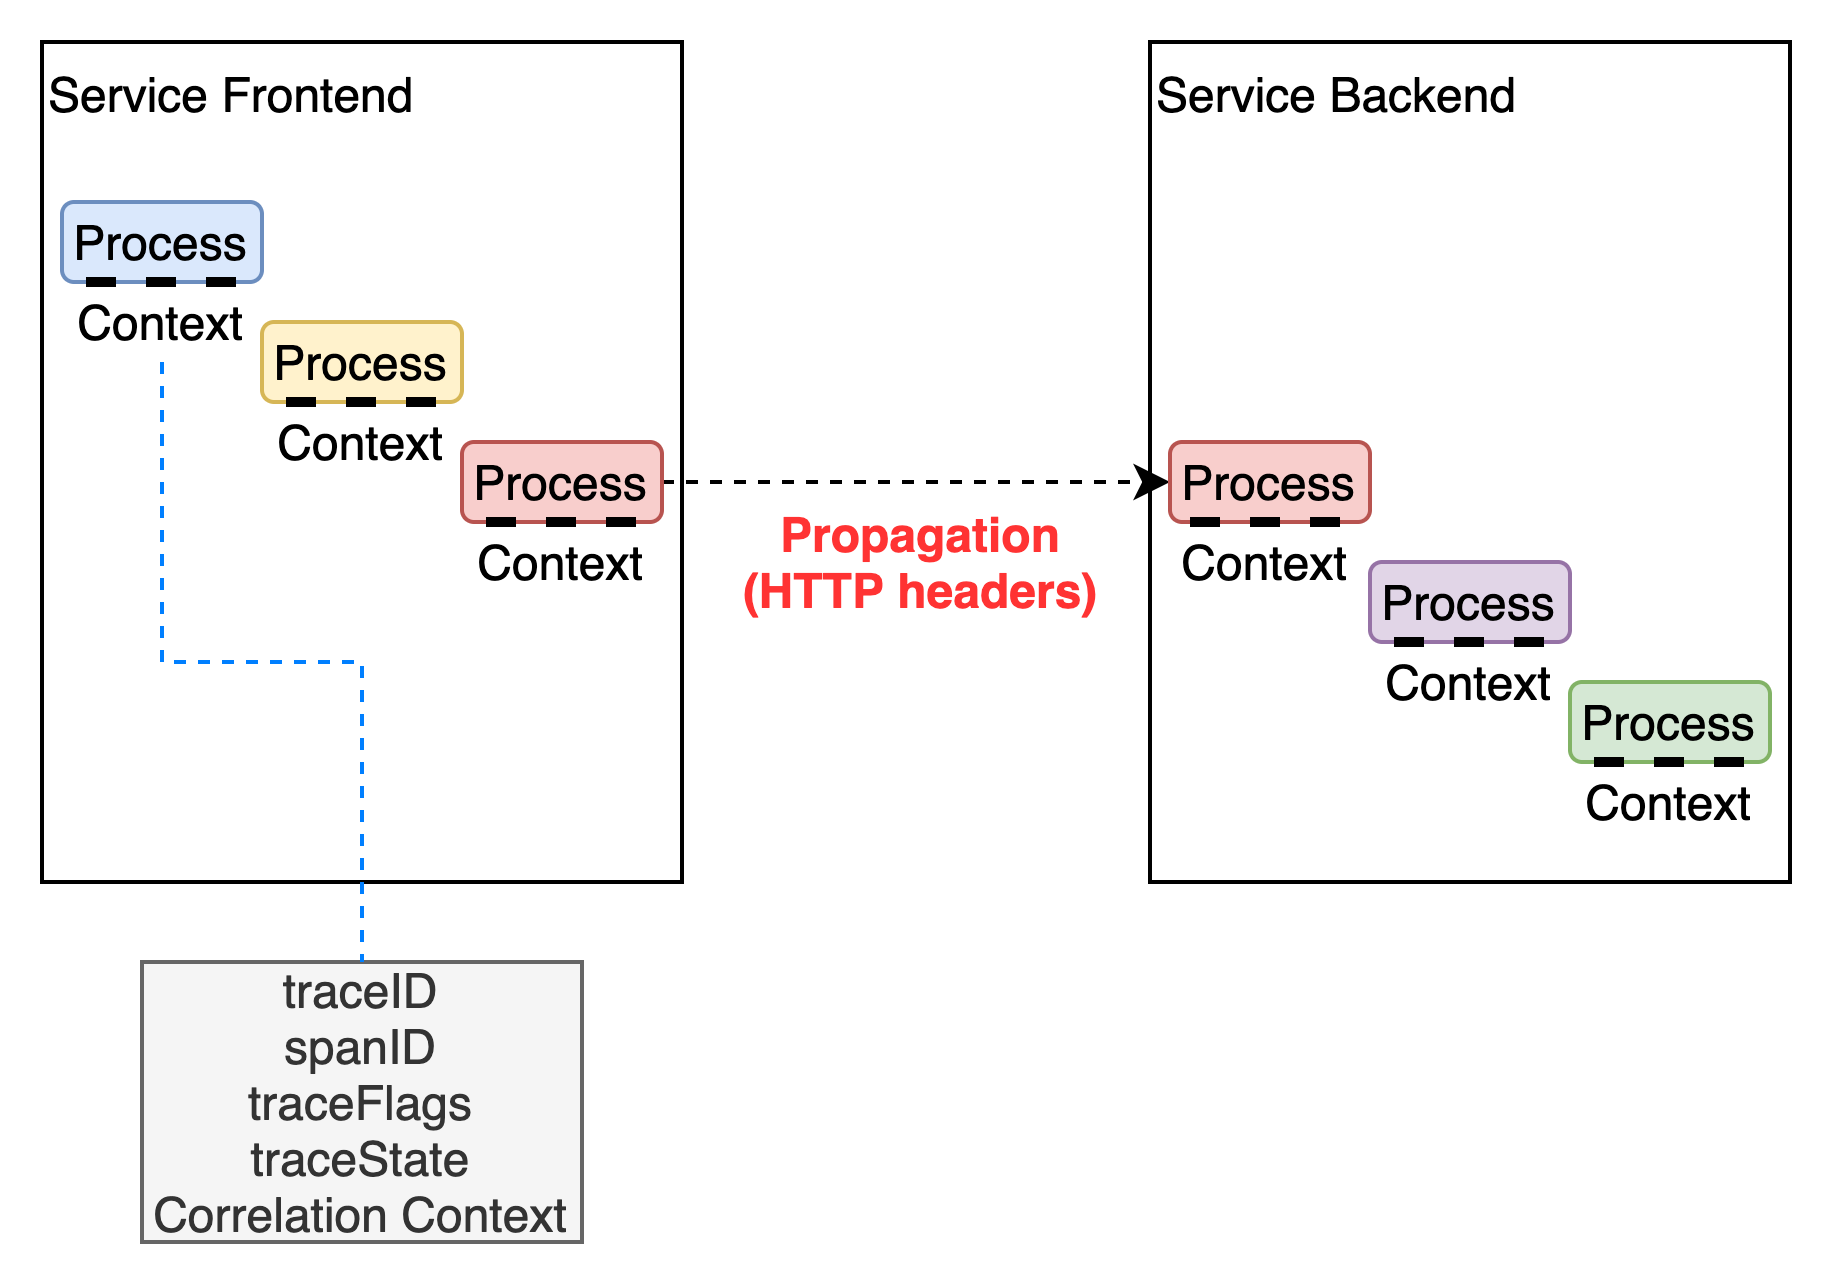 Service Frontend
Process
Context
Process
Context
Process
Context
Propagation
(HTTP headers)
Service Backend
Process
Context
Process
Context
Process
Context
traceID
spanID
traceFlags
traceState
Correlation Context